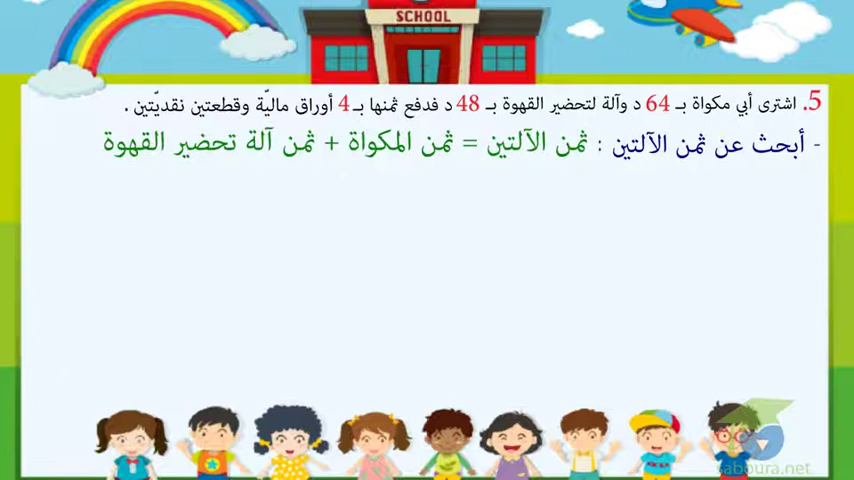 SCHOOL
5. اشترى أبي مكواة بـ 64 د وآلة لتحضير القهوة بـ 48 د فدفع ثمنها بـ 4 أوراق ماليّة وقطعتين نقديّتين .
- أبحث عن ثمن الآلتين : ثمن الآلتين = ثمن المكواة + ثمن آلة تحضير القهوة
saboura.net